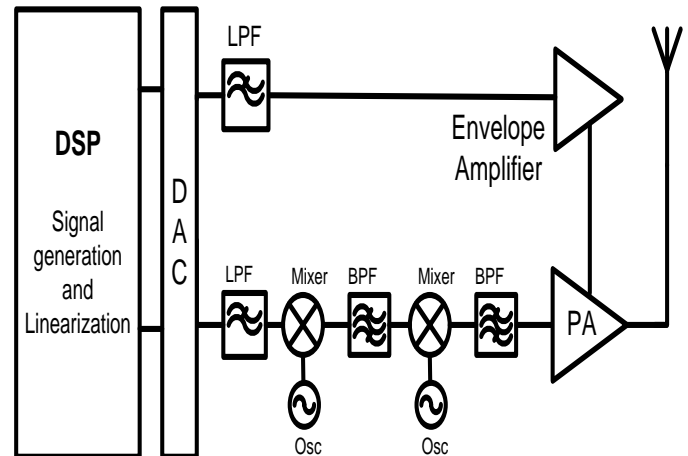 DSP
Signal
generation
and
Linearization
D
A
C
LPF
Envelope
Amplifier
LPF
Mixer
BPF
Mixer
BPF
PA
Osc
Osc